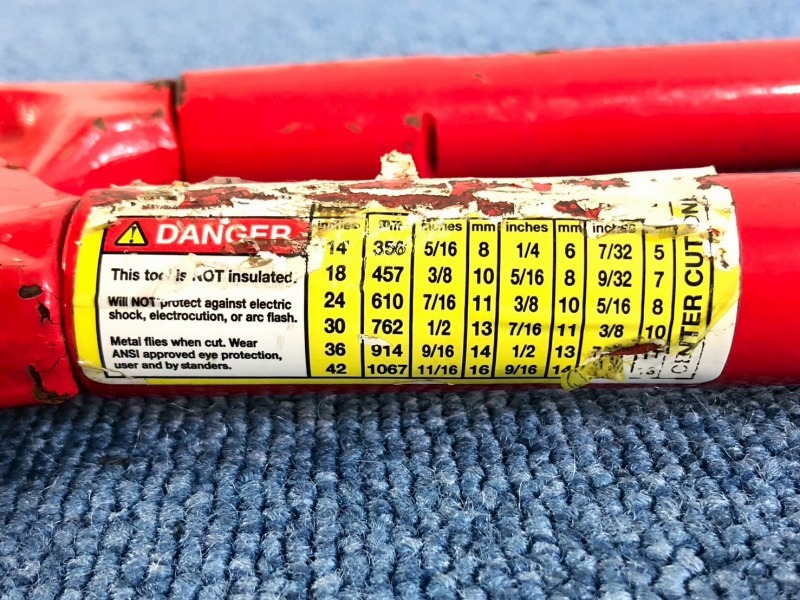 DANGER
This tool is NOT insulated.
Will NOT protect against electric
shock, electrocution, or arc flash.
Metal flies when cut. Wear
ANSI approved eye protection,
user and by standers.
inches mm inches mm inches mm inches
14 356 5/16 8 1/4 6 7/32 5
18 457 3/8 10 5/16 8 9/32 7
24 610 7/16 11 3/8 10 5/16 8
30 762 1/2 13 7/16 11 3/8 10
36 914 9/16 14 1/2 13
42 1067 11/16 16 9/16 14
CENTER CUT